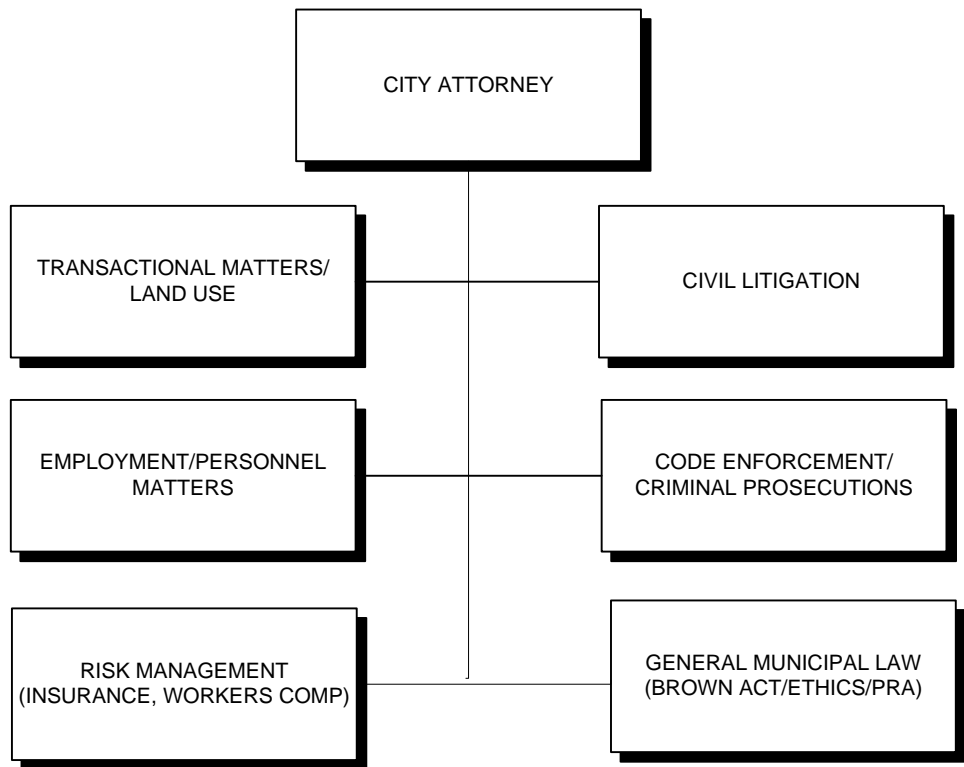 CITY ATTORNEY
TRANSACTIONAL MATTERS/
LAND USE
CIVIL LITIGATION
EMPLOYMENT/PERSONNEL
MATTERS
CODE ENFORCEMENT/
CRIMINAL PROSECUTIONS
RISK MANAGEMENT
(INSURANCE, WORKERS COMP)
GENERAL MUNICIPAL LAW
(BROWN ACT/ETHICS/PRA)